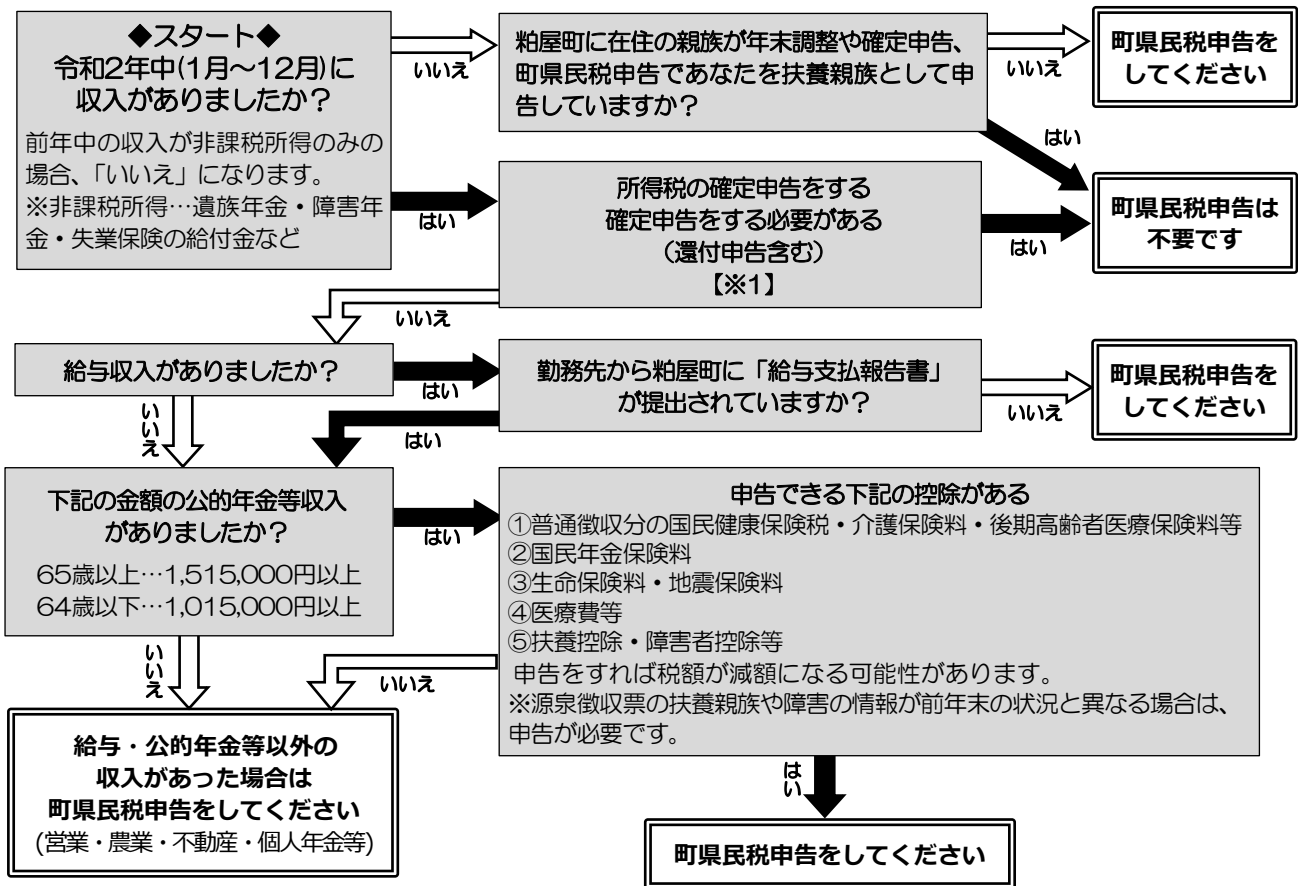 ◆スタート◆
令和2年中(1月～12月)に
収入がありましたか？
前年中の収入が非課税所得のみの
場合、「いいえ」になります。
※非課税所得…遺族年金・障害年
金・失業保険の給付金など
いいえ
粕屋町に在住の親族が年末調整や確定申告、
町県民税申告であなたを扶養親族として申
告していますか？
いいえ
町県民税申告を
してください
はい
はい
所得税の確定申告をする
確定申告をする必要がある
（還付申告含む）
【※1】
はい
町県民税申告は
不要です
いいえ
給与収入がありましたか？
はい
勤務先から粕屋町に「給与支払報告書」
が提出されていますか？
いいえ
町県民税申告を
してください
いいえ
はい
下記の金額の公的年金等収入
がありましたか？
65歳以上…1,515,000円以上
64歳以下…1,015,000円以上
はい
申告できる下記の控除がある
①普通徴収分の国民健康保険税・介護保険料・後期高齢者医療保険料等
②国民年金保険料
③生命保険料・地震保険料
④医療費等
⑤扶養控除・障害者控除等
申告をすれば税額が減額になる可能性があります。
※源泉徴収票の扶養親族や障害の情報が前年末の状況と異なる場合は、
申告が必要です。
いいえ
いいえ
給与・公的年金等以外の
収入があった場合は
町県民税申告をしてください
(営業・農業・不動産・個人年金等)
はい
町県民税申告をしてください